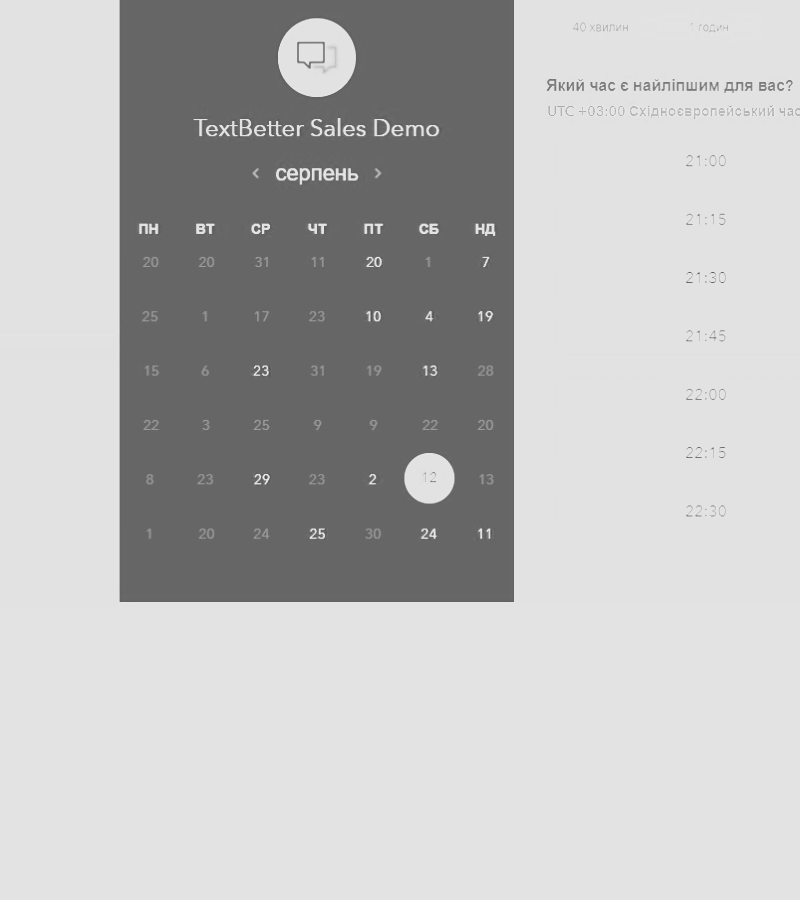 TextBetter Sales Demo
серпень
ПН ВТ СР ЧТ ПТ СБ НД
20 20 31 11 20 1 7
25 1 17 23 10 4 19
15 6 23 31 19 13 28
22 3 25 9 9 22 20
8 23 29 23 2 12 13
1 20 24 25 30 24 11
40 хвилин 1 годин
Який час є найліпшим для вас?
UTC +03:00 Східноєвропейський час
21:00
21:15
21:30
21:45
22:00
22:15
22:30